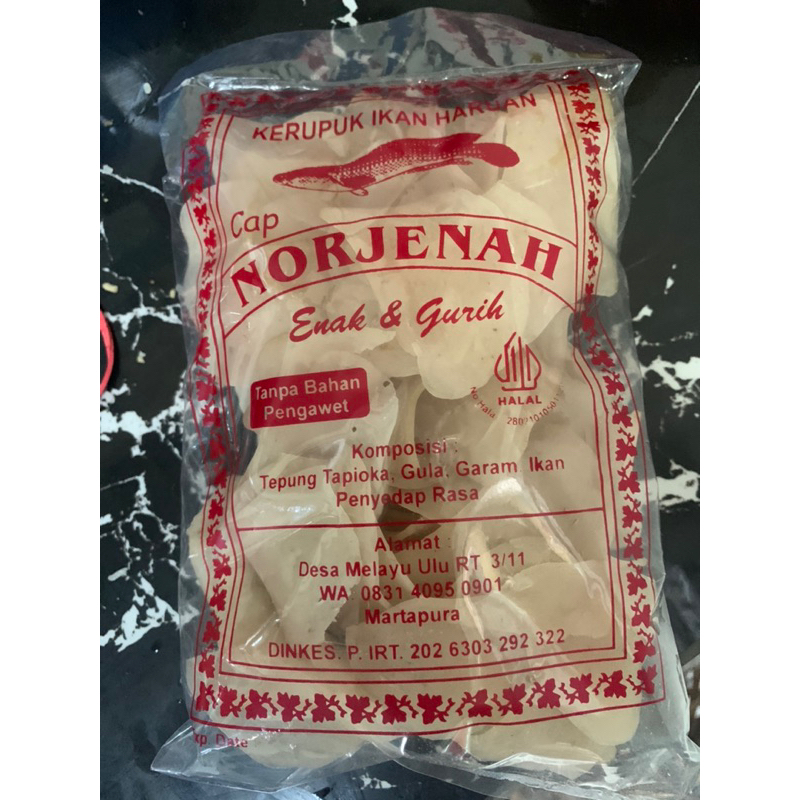 KERUPUK IKAN HARUAN
Cap
NORJENAH
Enak & Gurih
Tanpa Bahan
Pengawet
HALAL
Komposisi :
Tepung Tapioka, Gula, Garam, Ikan
Penyedap Rasa
Alamat :
Desa Melayu Ulu RT. 3/11
WA. 0831 4095 0901
Martapura
DINKES. P. IRT. 202 6303 292 322
Date